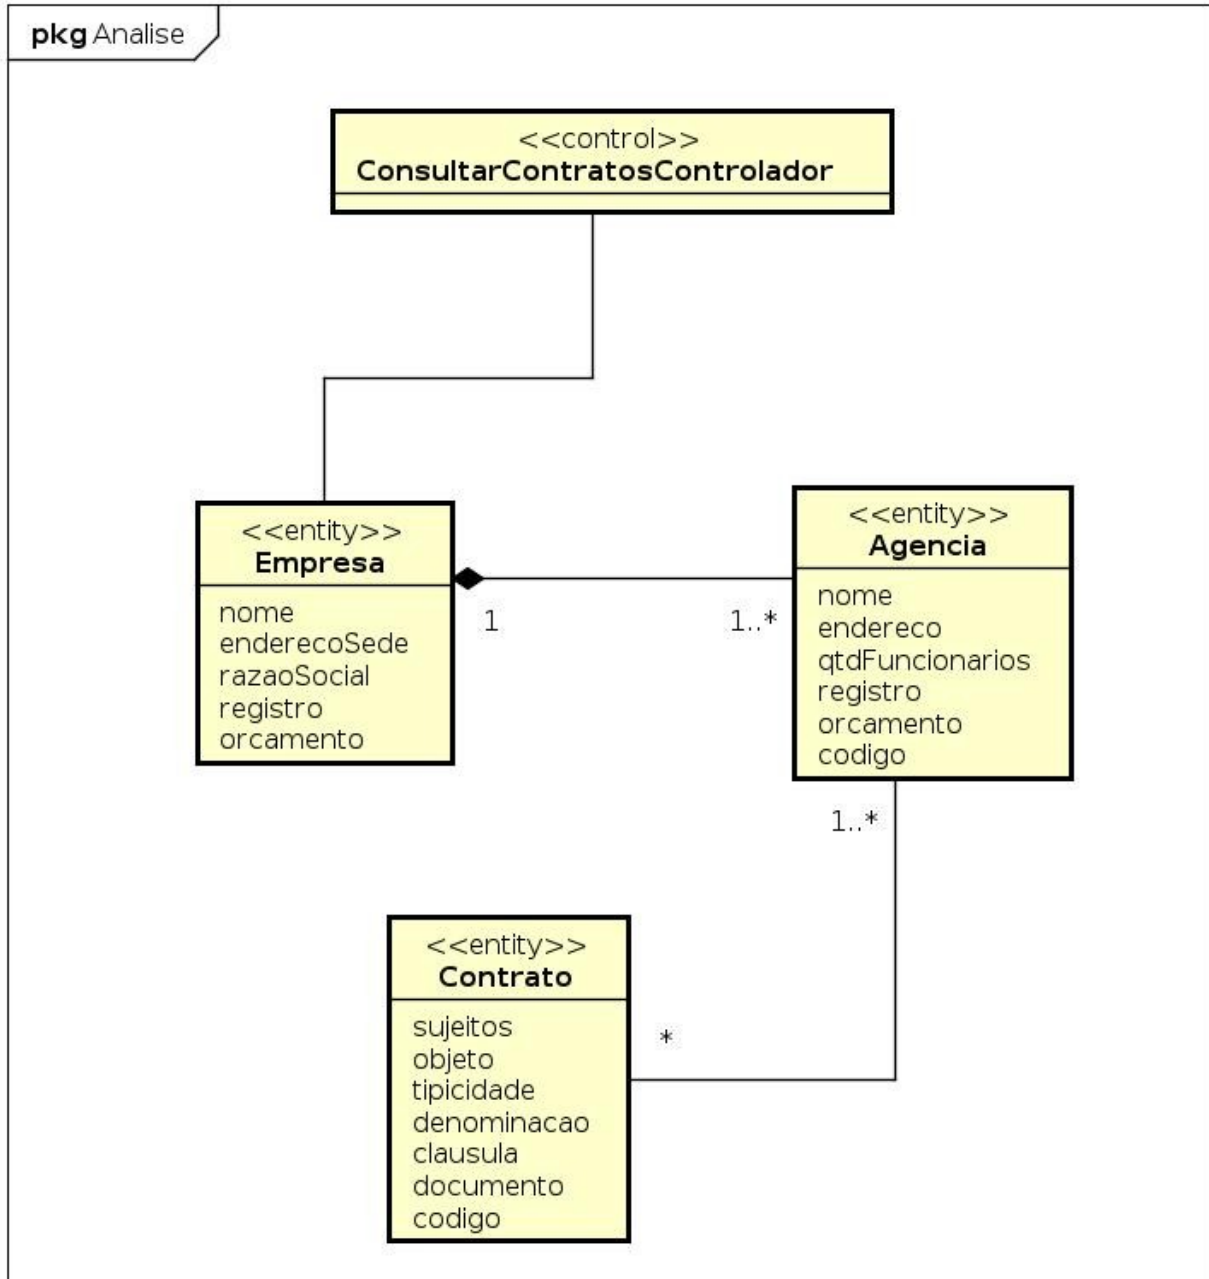 pkg Analise
<<control>>
ConsultarContratosControlador
<<entity>>
Empresa
nome
enderecoSede
razaoSocial
registro
orcamento
1
1..*
<<entity>>
Agencia
nome
endereco
qtdFuncionarios
registro
orcamento
codigo
1..*
*
<<entity>>
Contrato
sujeitos
objeto
tipicidade
denominacao
clausula
documento
codigo